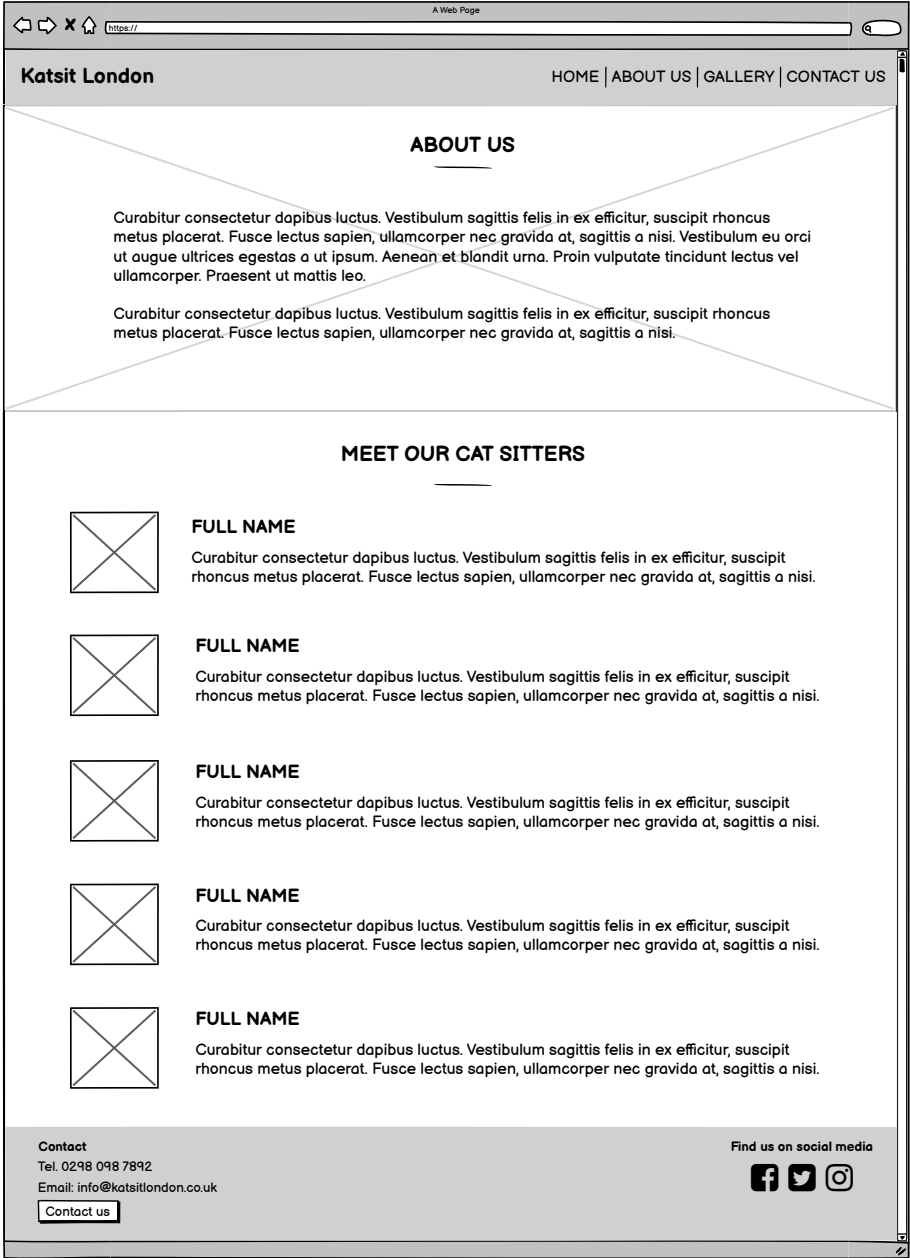 A Web Page
https://
Katsit London
HOME | ABOUT US | GALLERY | CONTACT US
ABOUT US
Curabitur consectetur dapibus luctus. Vestibulum sagittis felis in ex efficitur, suscipit rhoncus
metus placerat. Fusce lectus sapien, ullamcorper nec gravida at, sagittis a nisi. Vestibulum eu orci
ut augue ultrices egestas a ut ipsum. Aenean et blandit urna. Proin vulputate tincidunt lectus vel
ullamcorper. Praesent ut mattis leo.
Curabitur consectetur dapibus luctus. Vestibulum sagittis felis in ex efficitur, suscipit rhoncus
metus placerat. Fusce lectus sapien, ullamcorper nec gravida at, sagittis a nisi.
MEET OUR CAT SITTERS
FULL NAME
Curabitur consectetur dapibus luctus. Vestibulum sagittis felis in ex efficitur, suscipit
rhoncus metus placerat. Fusce lectus sapien, ullamcorper nec gravida at, sagittis a nisi.
FULL NAME
Curabitur consectetur dapibus luctus. Vestibulum sagittis felis in ex efficitur, suscipit
rhoncus metus placerat. Fusce lectus sapien, ullamcorper nec gravida at, sagittis a nisi.
FULL NAME
Curabitur consectetur dapibus luctus. Vestibulum sagittis felis in ex efficitur, suscipit
rhoncus metus placerat. Fusce lectus sapien, ullamcorper nec gravida at, sagittis a nisi.
FULL NAME
Curabitur consectetur dapibus luctus. Vestibulum sagittis felis in ex efficitur, suscipit
rhoncus metus placerat. Fusce lectus sapien, ullamcorper nec gravida at, sagittis a nisi.
FULL NAME
Curabitur consectetur dapibus luctus. Vestibulum sagittis felis in ex efficitur, suscipit
rhoncus metus placerat. Fusce lectus sapien, ullamcorper nec gravida at, sagittis a nisi.
Contact
Tel. 0298 098 7892
Email: info@katsitlondon.co.uk
Contact us
Find us on social media